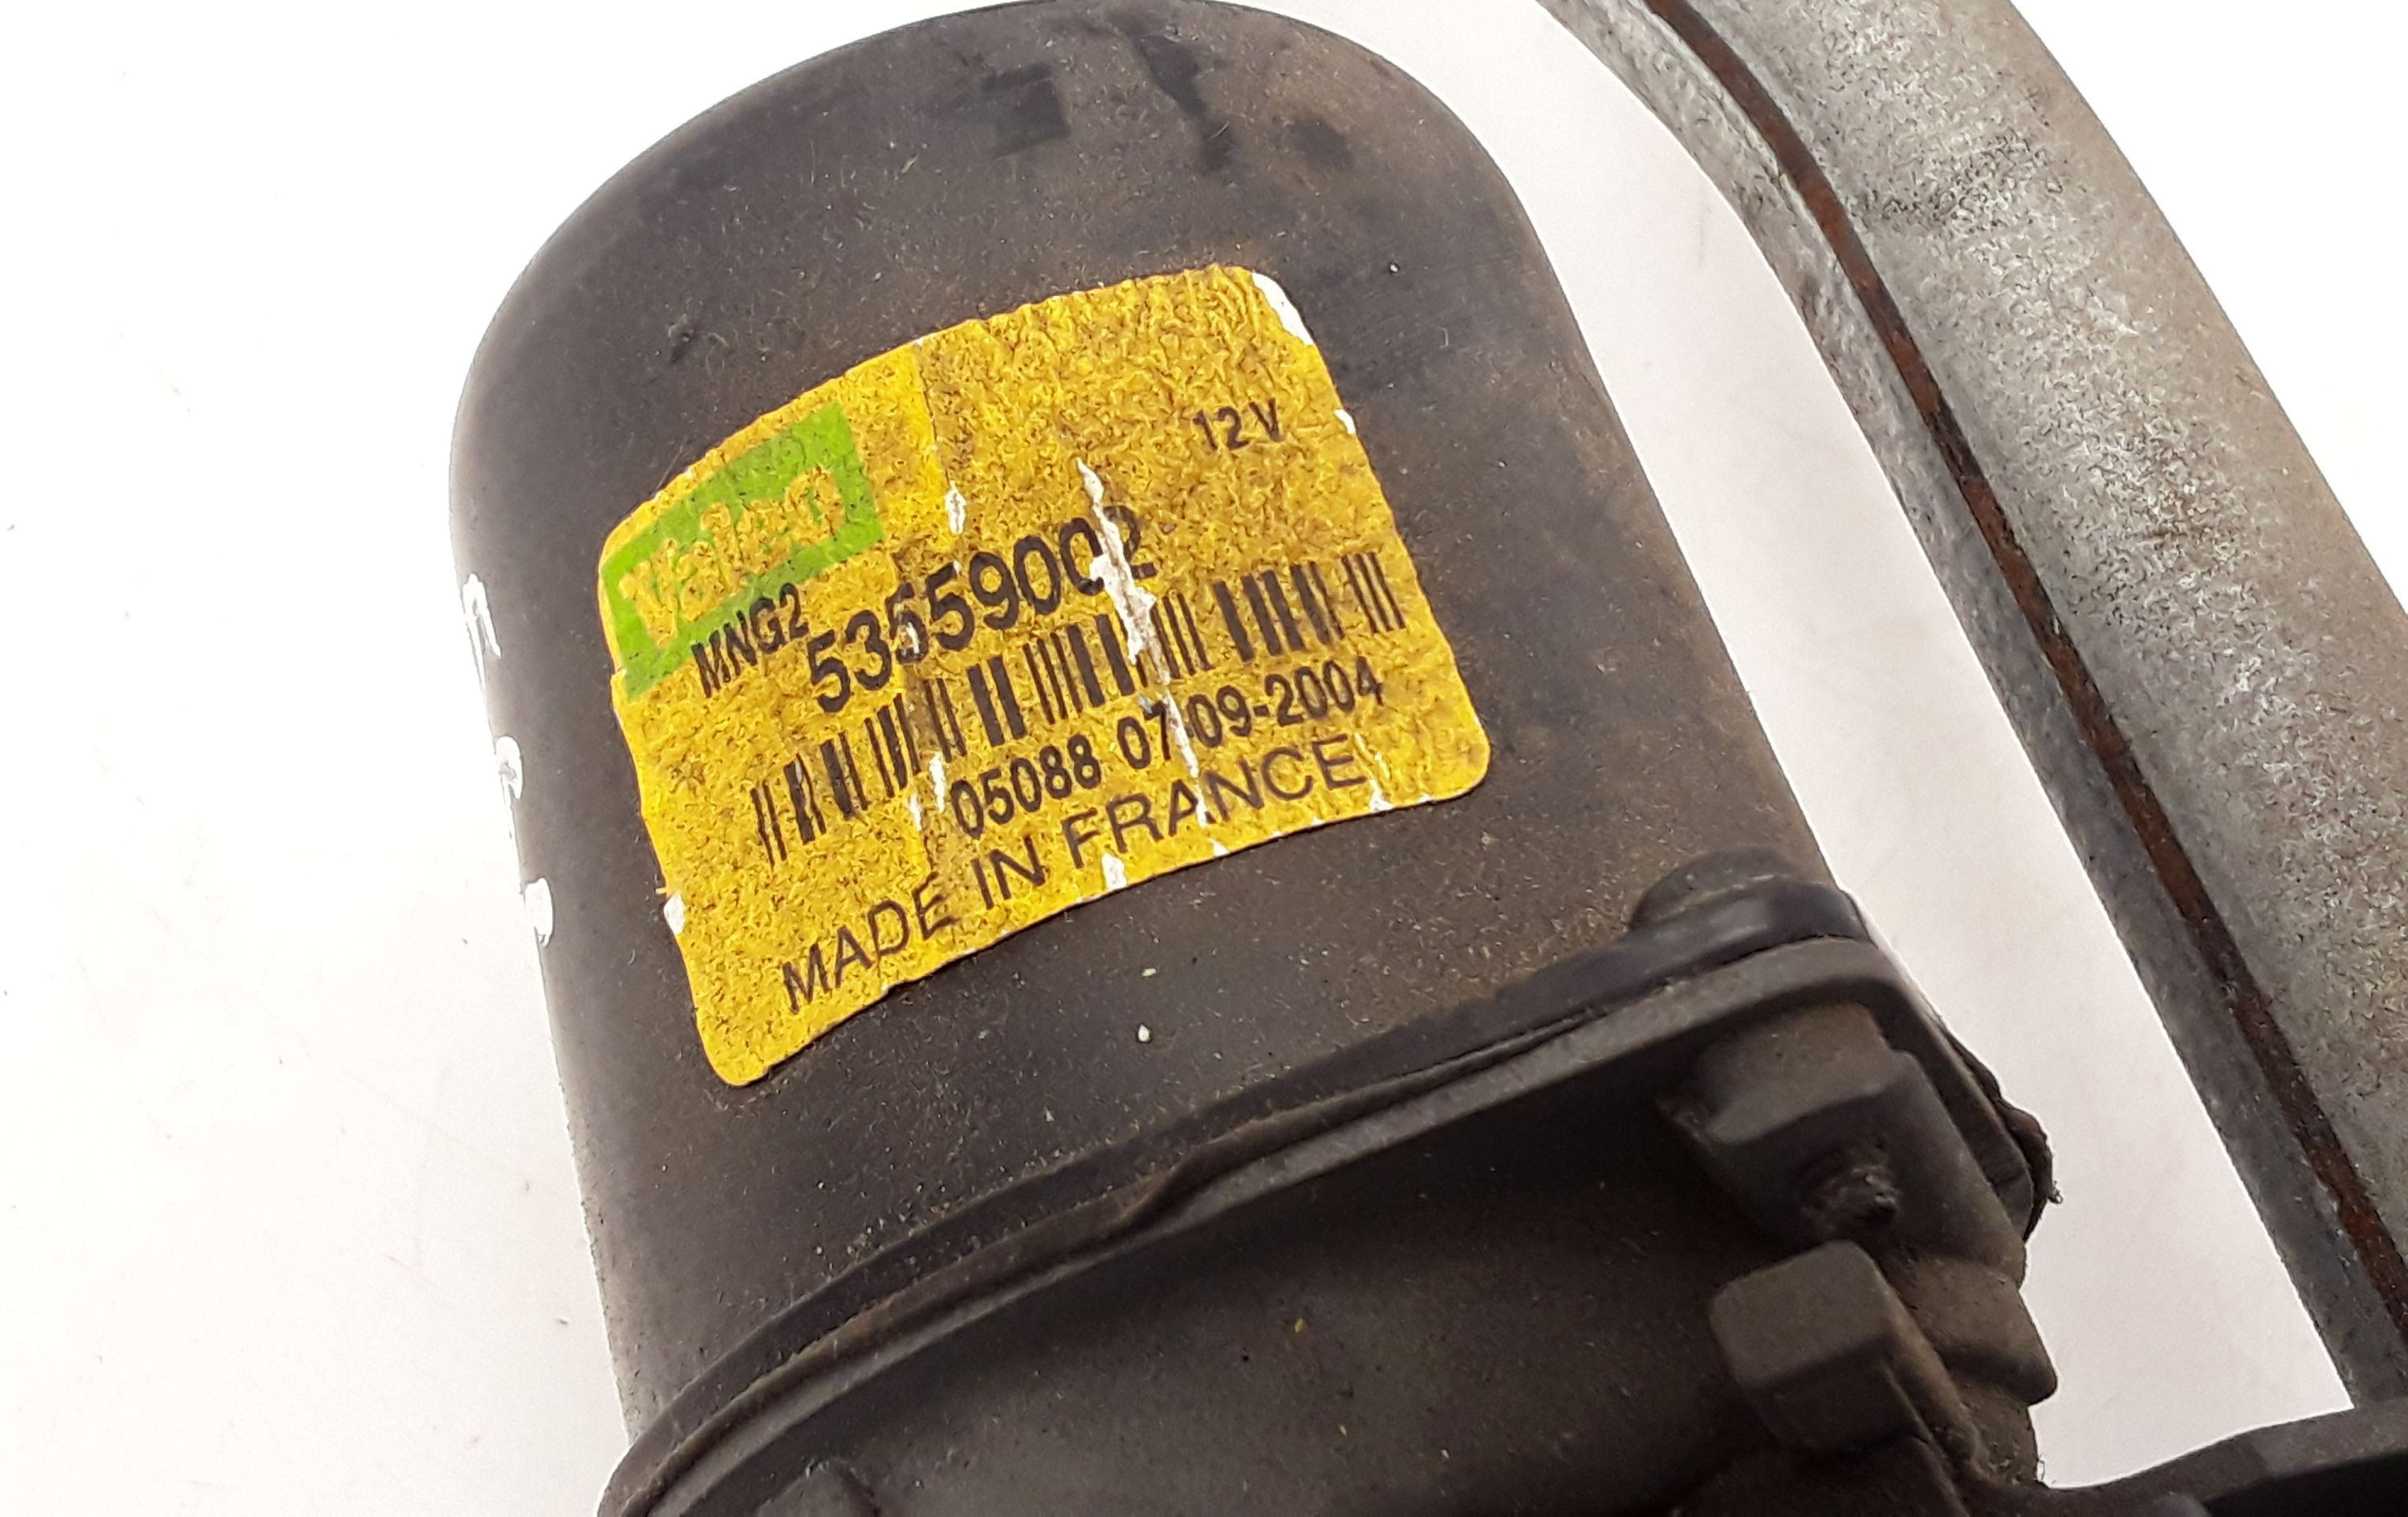 Valeo
12 V
MNG2
53559002
05088 07-09-2004
MADE IN FRANCE